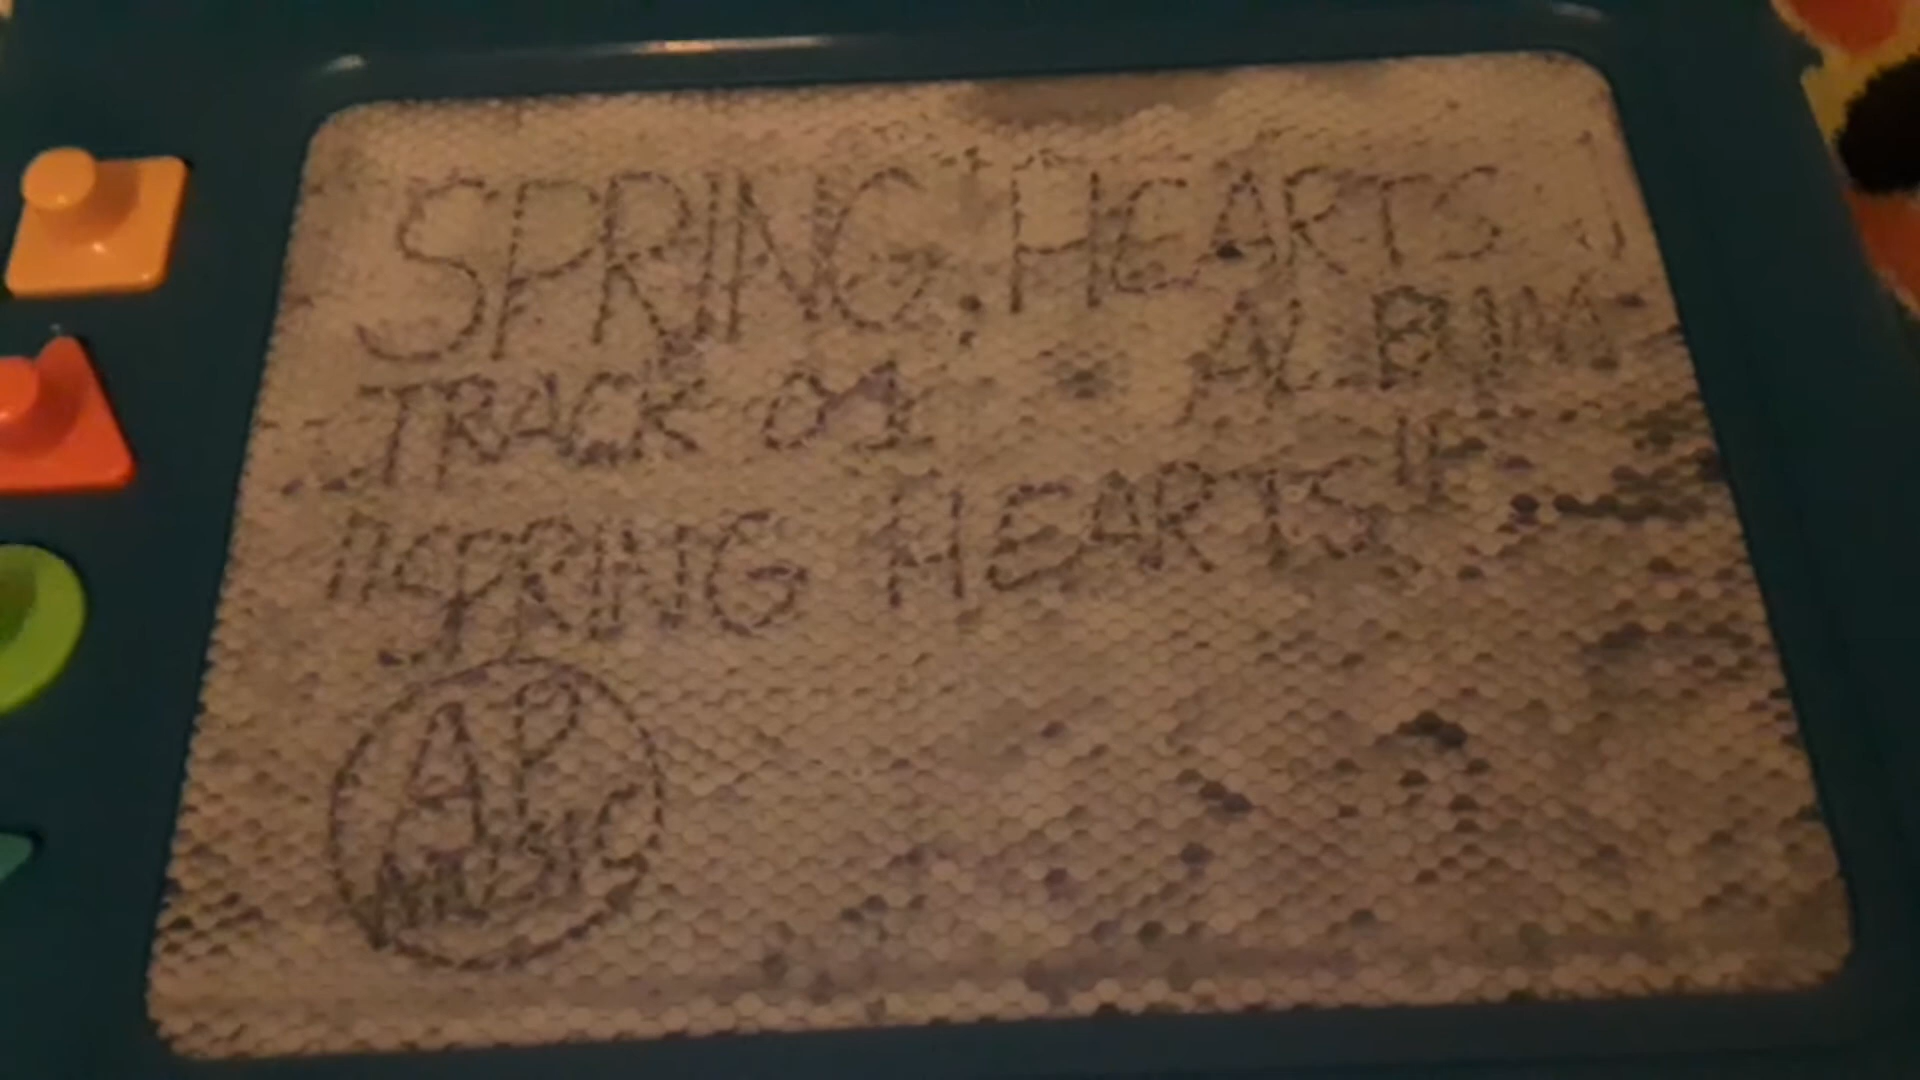 SPRING HEARTS
ALBUM
TRACK 01
"SPRING HEARTS"
AP
MUSIC